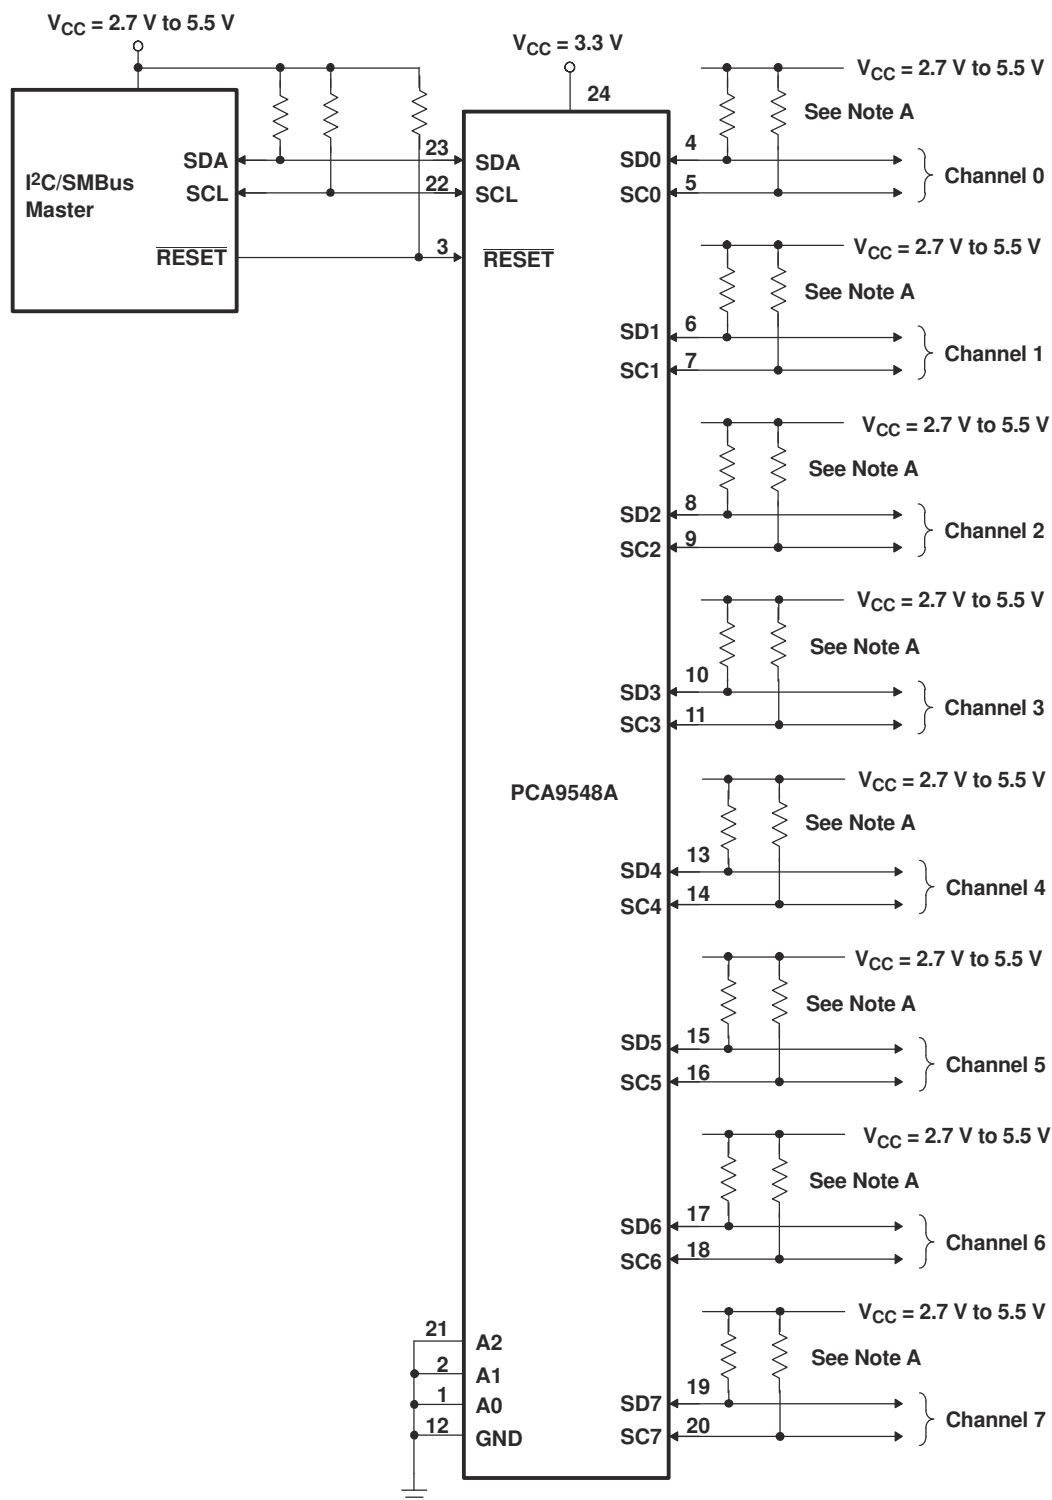 VCC = 2.7 V to 5.5 V
VCC = 3.3 V
24
I2C/SMBus
Master
SDA
SCL
RESET
23
22
3
SDA
SCL
RESET
PCA9548A
21
2
1
12
A2
A1
A0
GND
VCC = 2.7 V to 5.5 V
See Note A
SD0
4
SC0
5
Channel 0
VCC = 2.7 V to 5.5 V
See Note A
SD1
6
SC1
7
Channel 1
VCC = 2.7 V to 5.5 V
See Note A
SD2
8
SC2
9
Channel 2
VCC = 2.7 V to 5.5 V
See Note A
SD3
10
SC3
11
Channel 3
VCC = 2.7 V to 5.5 V
See Note A
SD4
13
SC4
14
Channel 4
VCC = 2.7 V to 5.5 V
See Note A
SD5
15
SC5
16
Channel 5
VCC = 2.7 V to 5.5 V
See Note A
SD6
17
SC6
18
Channel 6
VCC = 2.7 V to 5.5 V
See Note A
SD7
19
SC7
20
Channel 7